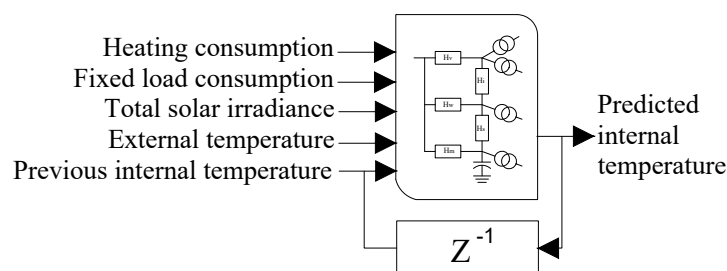 Heating consumption
Fixed load consumption
Total solar irradiance
External temperature
Previous internal temperature
Hv
Hi
Hw
Hs
Hm
Predicted
internal
temperature
Z⁻¹